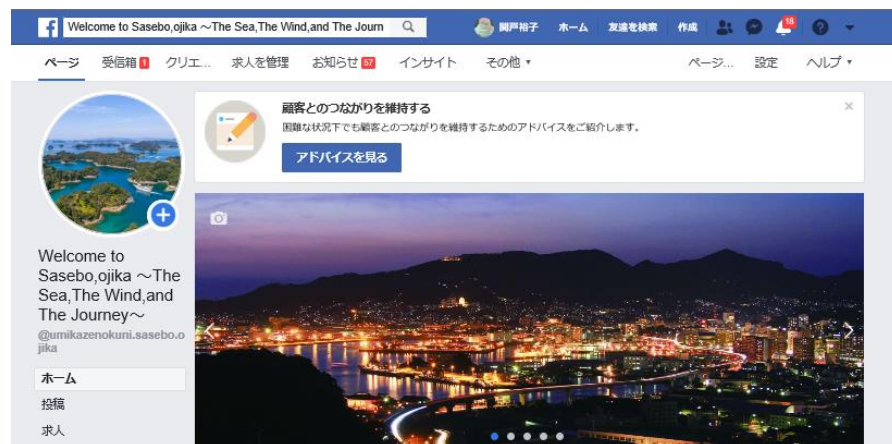 f Welcome to Sasebo,ojika ～The Sea,The Wind,and The Journ 関戸裕子 ホーム 友達を検索 作成 18
ページ 受信箱 1 クリエ... 求人を管理 お知らせ 57 インサイト その他 ページ... 設定 ヘルプ
顧客とのつながりを維持する
困難な状況下でも顧客とのつながりを維持するためのアドバイスをご紹介します。
アドバイスを見る
Welcome to
Sasebo,ojika ～The
Sea,The Wind,and
The Journey～
@umikazenokuni.sasebo.o
jika
ホーム
投稿
求人